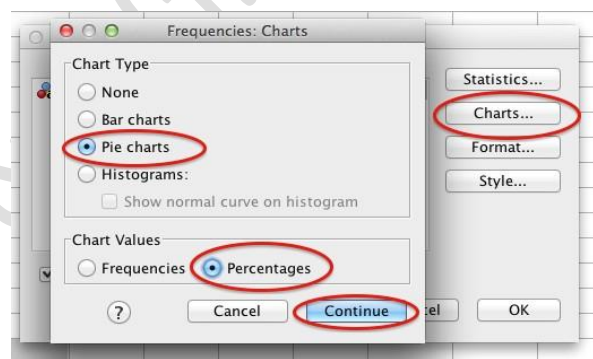 Frequencies: Charts
Chart Type
None
Bar charts
Pie charts
Histograms:
Show normal curve on histogram
Chart Values
Frequencies
Percentages
?
Cancel
Continue
Statistics...
Charts...
Format...
Style...
cel
OK